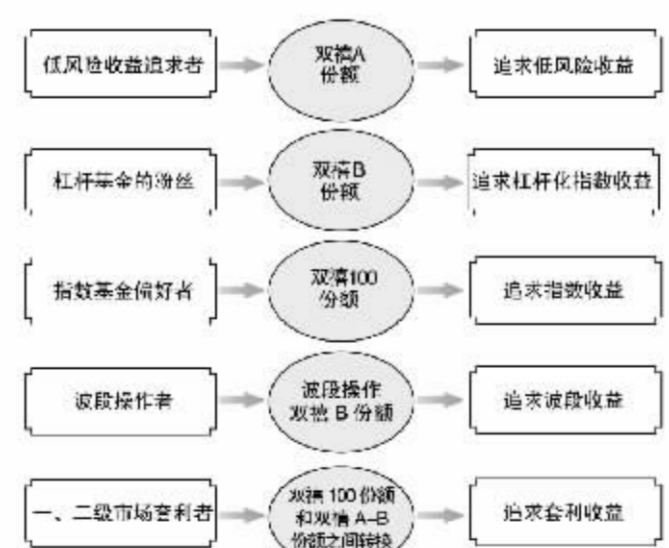 低风险收益追求者
双禧A
份额
追求低风险收益
杠杆基金的粉丝
双禧B
份额
追求杠杆化指数收益
指数基金偏好者
双禧100
份额
追求指数收益
波段操作者
波段操作
双禧 B 份额
追求波段收益
一、二级市场套利者
双禧 100 份额
和双禧 A-B
份额之间转换
追求套利收益